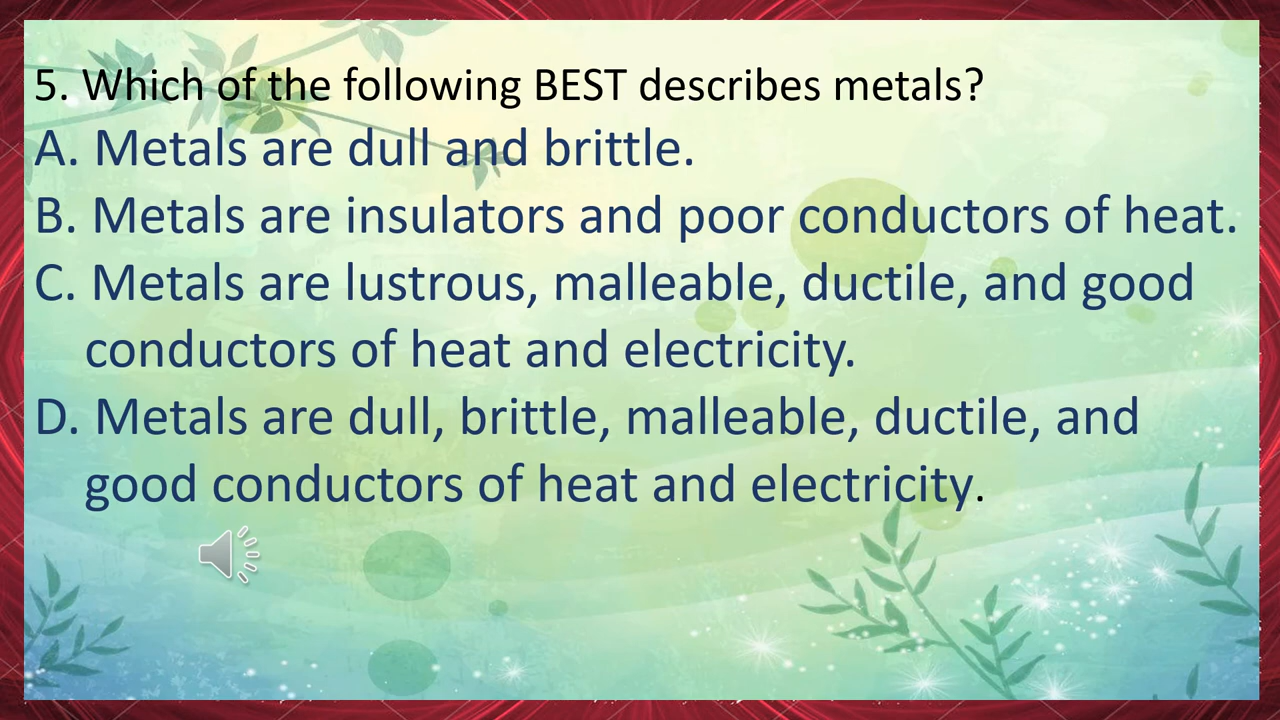 5. Which of the following BEST describes metals?
A. Metals are dull and brittle.
B. Metals are insulators and poor conductors of heat.
C. Metals are lustrous, malleable, ductile, and good
conductors of heat and electricity.
D. Metals are dull, brittle, malleable, ductile, and
good conductors of heat and electricity.